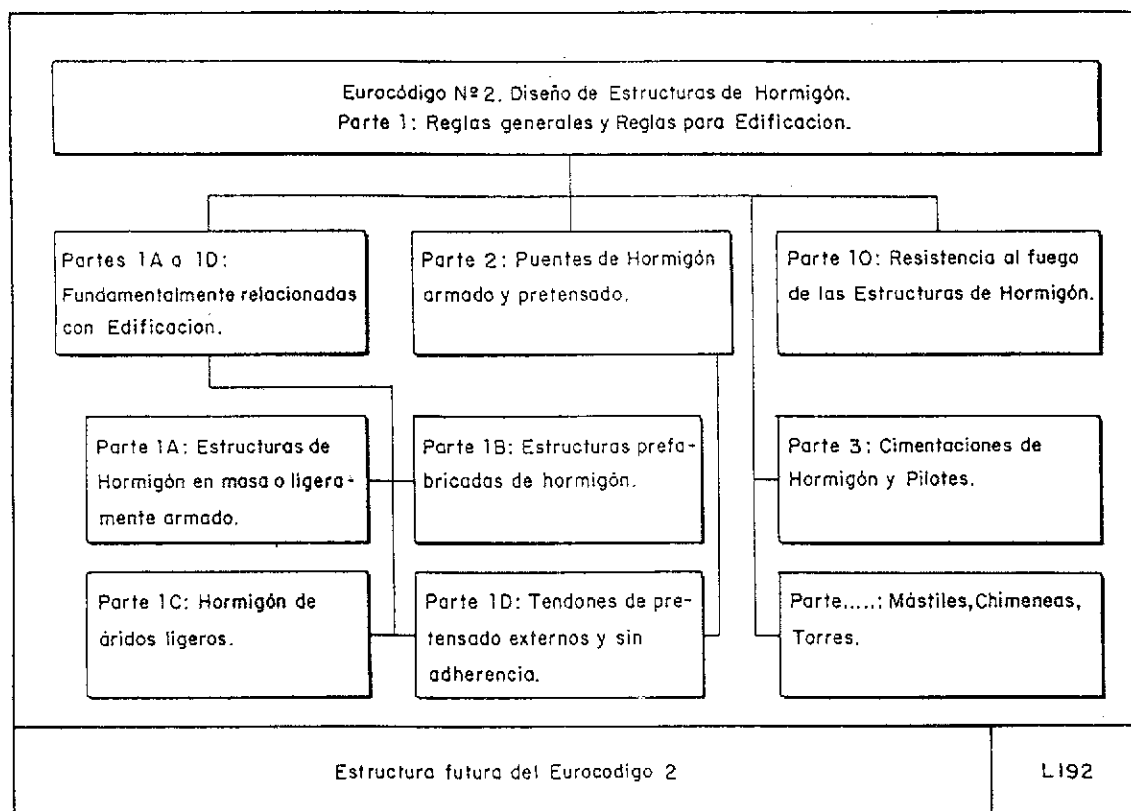 Eurocódigo Nº 2. Diseño de Estructuras de Hormigón.
Parte 1: Reglas generales y Reglas para Edificacion.
Partes 1A a 1D:
Fundamentalmente relacionadas
con Edificacion.
Parte 2: Puentes de Hormigón
armado y pretensado.
Parte 10: Resistencia al fuego
de las Estructuras de Hormigón.
Parte 1A: Estructuras de
Hormigón en masa o ligera-
mente armado.
Parte 1B: Estructuras prefa-
bricadas de hormigón.
Parte 3: Cimentaciones de
Hormigón y Pilotes.
Parte 1C: Hormigón de
áridos ligeros.
Parte 1D: Tendones de pre-
tensado externos y sin
adherencia.
Parte.....: Mástiles, Chimeneas,
Torres.
Estructura futura del Eurocodigo 2
L192